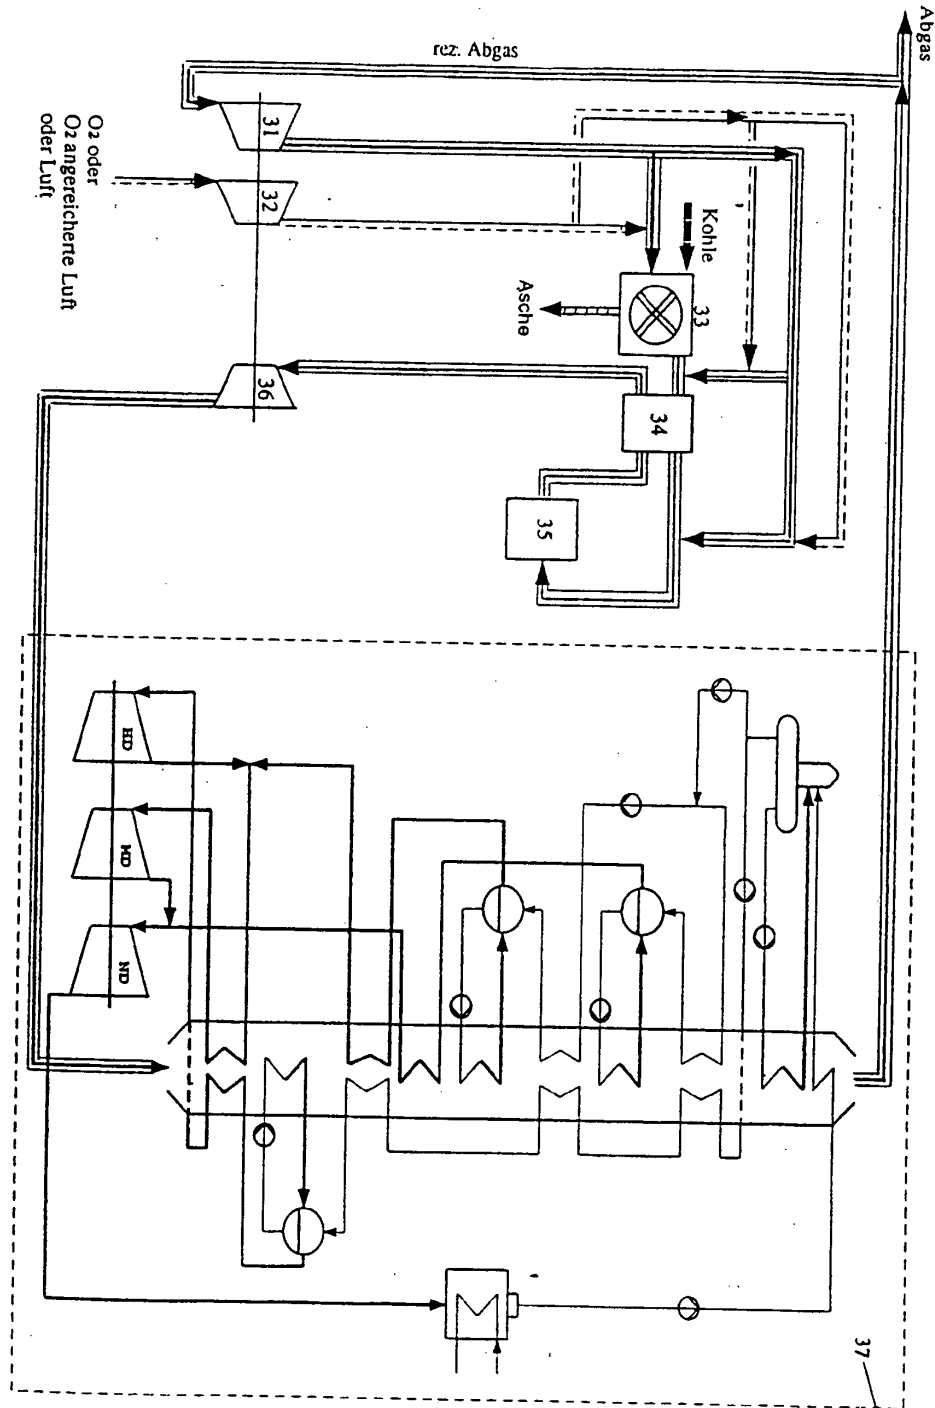 Abgas
rez. Abgas
O2 oder
O2 angereicherte Luft
oder Luft
31
32
Kohle
33
Asche
36
34
35
HD
MD
ND
37